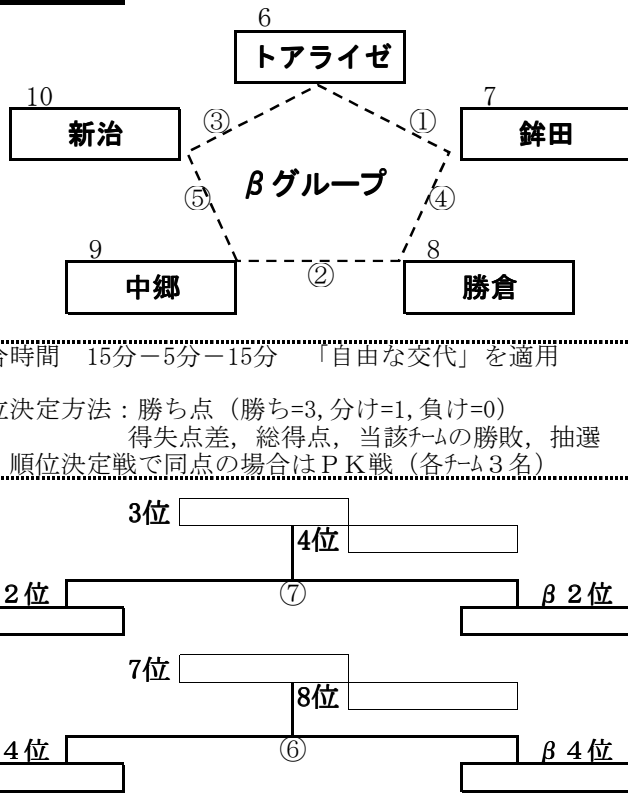 6
トアライゼ
10
7
新治
③
①
鉾田
βグループ
⑤
④
9
8
中郷
②
勝倉
合時間　15分－5分－15分　「自由な交代」を適用
立決定方法：勝ち点（勝ち=3,分け=1,負け=0）
得失点差，総得点，当該ﾁｰﾑの勝敗，抽選
順位決定戦で同点の場合はＰＫ戦（各ﾁｰﾑ３名）
3位
4位
２位
⑦
β２位
7位
8位
４位
⑥
β４位